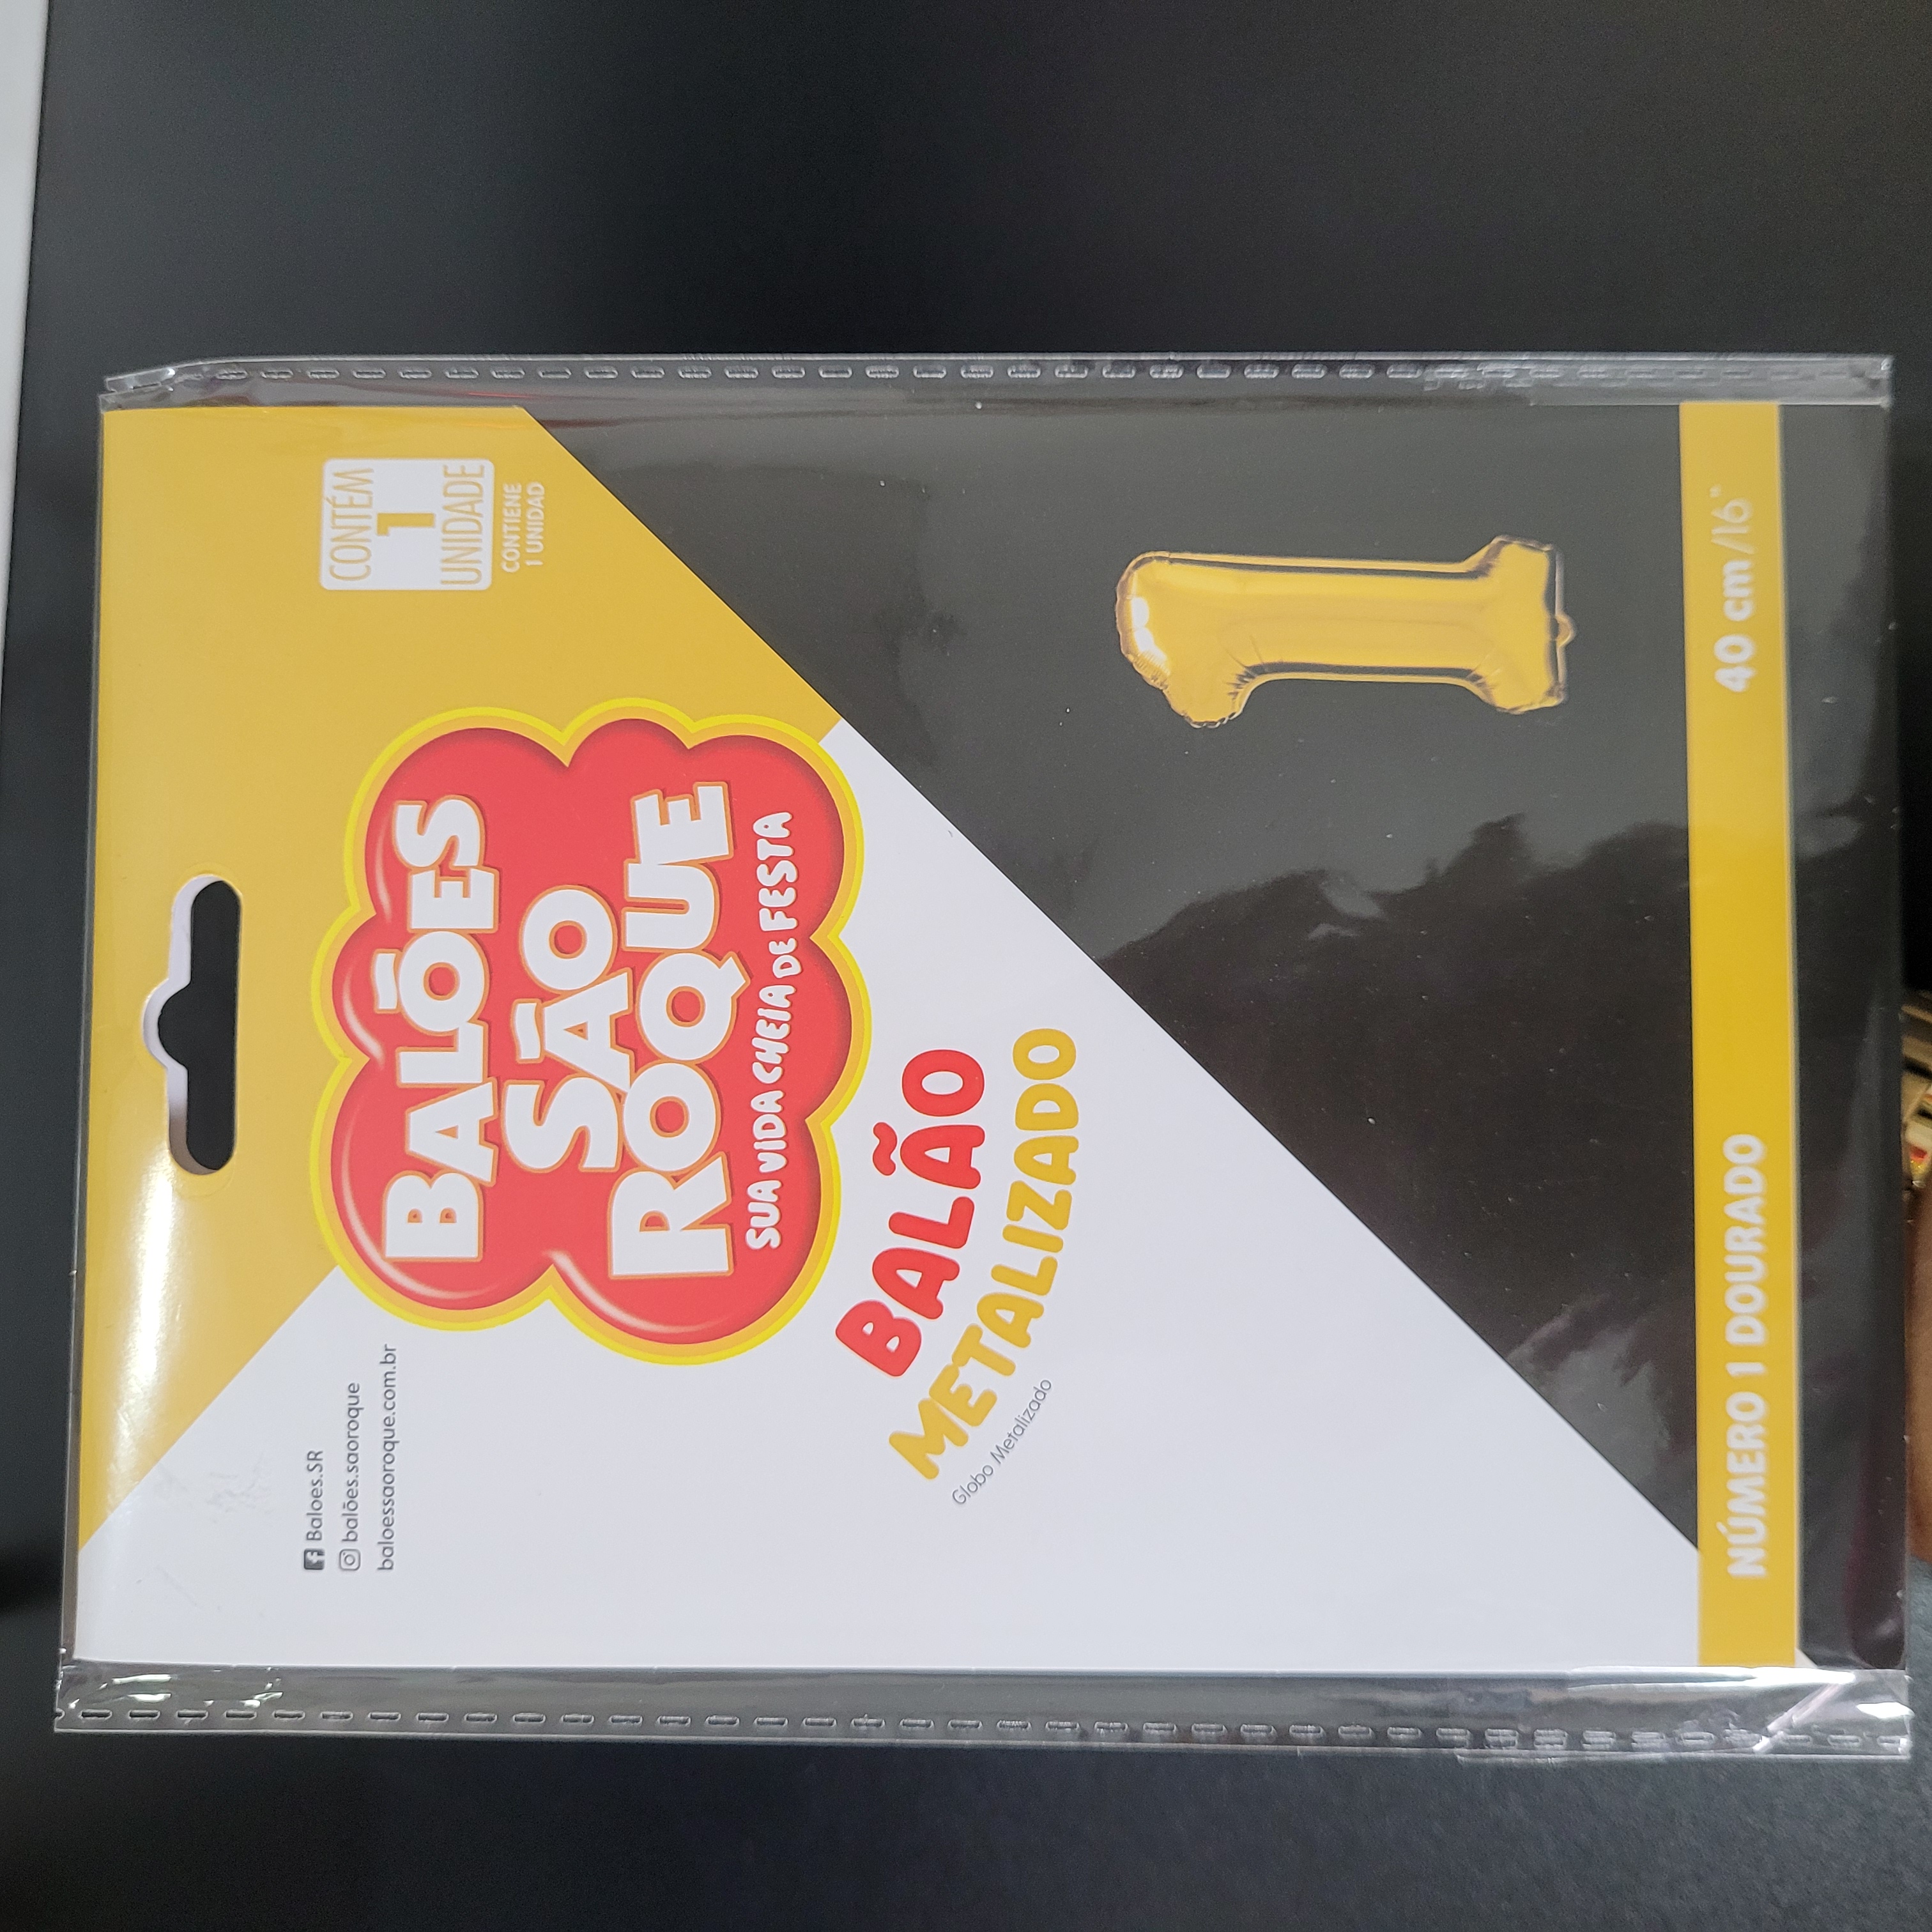 CONTÉM
1
UNIDADE
CONTIENE
1 UNIDAD
Baloes.SR
balões.saoroque
baloessaoroque.com.br
BALÕES
SÃO
ROQUE
SUA VIDA CHEIA DE FESTA
BALÃO
METALIZADO
Globo Metalizado
NÚMERO 1 DOURADO
40 cm/16"